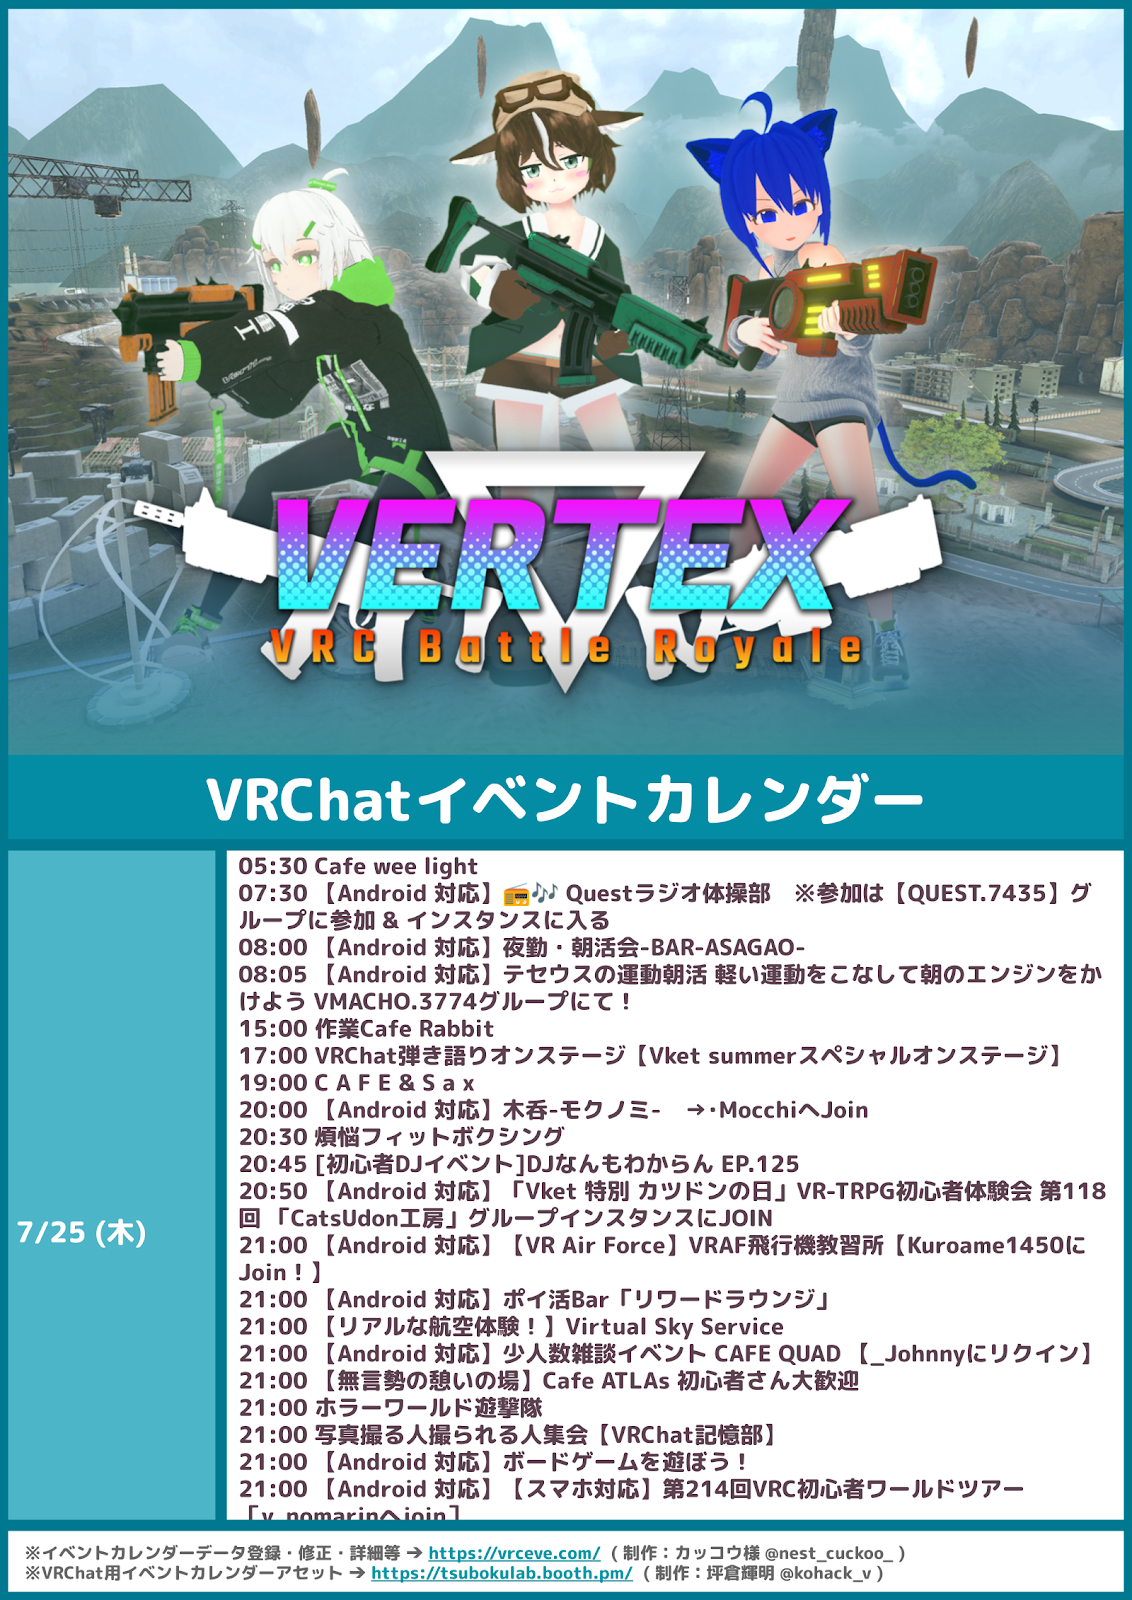 VERTEX
VRC Battle Royale
VRChatイベントカレンダー
7/25 (木)
05:30 Cafe wee light
07:30 【Android 対応】📻🎶 Questラジオ体操部　※参加は【QUEST.7435】グ
ループに参加 & インスタンスに入る
08:00 【Android 対応】夜勤・朝活会-BAR-ASAGAO-
08:05 【Android 対応】テセウスの運動朝活 軽い運動をこなして朝のエンジンをか
けよう VMACHO.3774グループにて！
15:00 作業Cafe Rabbit
17:00 VRChat弾き語りオンステージ【Vket summerスペシャルオンステージ】
19:00 C A F E & S a x
20:00 【Android 対応】木呑-モクノミ-　→･MocchiへJoin
20:30 煩悩フィットボクシング
20:45 [初心者DJイベント]DJなんもわからん EP.125
20:50 【Android 対応】「Vket 特別 カツドンの日」VR-TRPG初心者体験会 第118
回 「CatsUdon工房」グループインスタンスにJOIN
21:00 【Android 対応】【VR Air Force】VRAF飛行機教習所【Kuroame1450に
Join！】
21:00 【Android 対応】ポイ活Bar「リワードラウンジ」
21:00 【リアルな航空体験！】Virtual Sky Service
21:00 【Android 対応】少人数雑談イベント CAFE QUAD 【_Johnnyにリクイン】
21:00 【無言勢の憩いの場】Cafe ATLAs 初心者さん大歓迎
21:00 ホラーワールド遊撃隊
21:00 写真撮る人撮られる人集会【VRChat記憶部】
21:00 【Android 対応】ボードゲームを遊ぼう！
21:00 【Android 対応】【スマホ対応】第214回VRC初心者ワールドツアー
［v_nomarinへjoin］
※イベントカレンダーデータ登録・修正・詳細等 → https://vrceve.com/ ( 制作：カッコウ様 @nest_cuckoo_ )
※VRChat用イベントカレンダーアセット → https://tsubokulab.booth.pm/ ( 制作：坪倉輝明 @kohack_v )